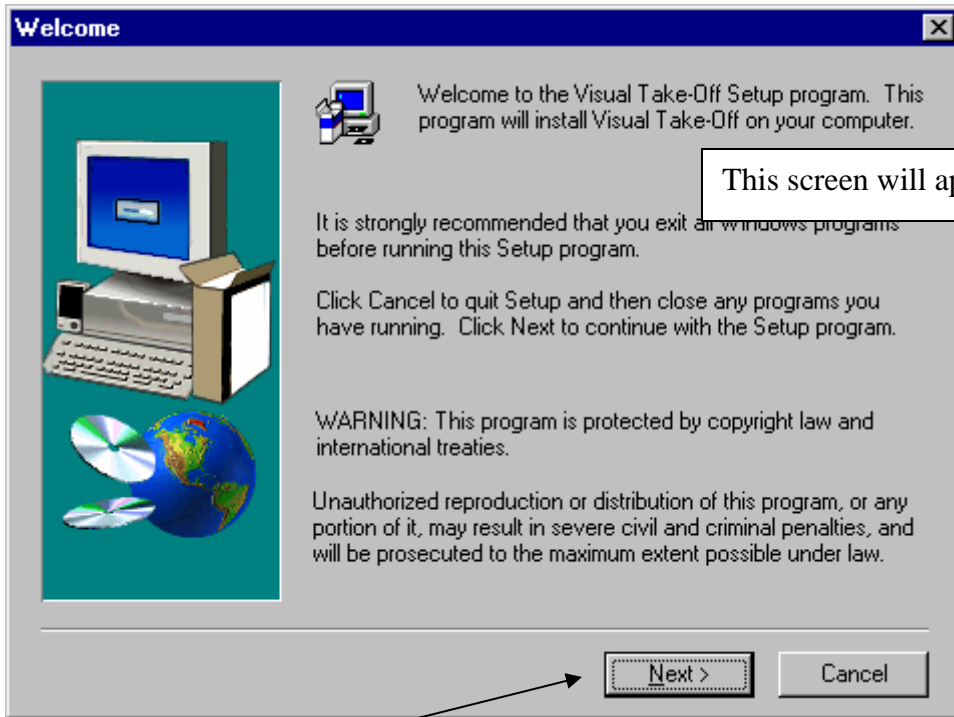 Welcome
Welcome to the Visual Take-Off Setup program. This
program will install Visual Take-Off on your computer.
This screen will
It is strongly recommended that you exit all Windows programs
before running this Setup program.
Click Cancel to quit Setup and then close any programs you
have running. Click Next to continue with the Setup program.
WARNING: This program is protected by copyright law and
international treaties.
Unauthorized reproduction or distribution of this program, or any
portion of it, may result in severe civil and criminal penalties, and
will be prosecuted to the maximum extent possible under law.
Next >
Cancel